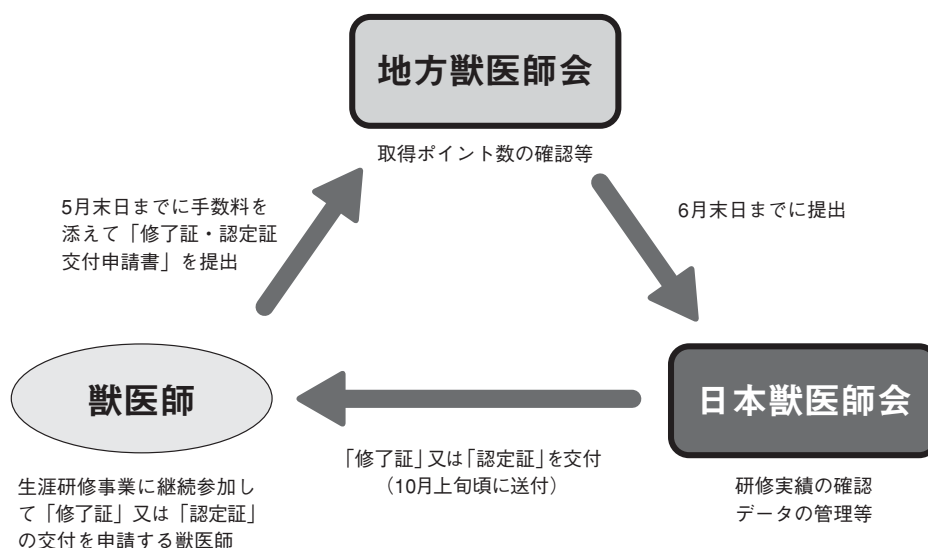 地方獣医師会
取得ポイント数の確認等
5月末日までに手数料を
添えて「修了証・認定証
交付申請書」を提出
6月末日までに提出
獣医師
日本獣医師会
「修了証」又は「認定証」を交付
（10月上旬頃に送付）
生涯研修事業に継続参加し
て「修了証」又は「認定証」
の交付を申請する獣医師
研修実績の確認
データの管理等